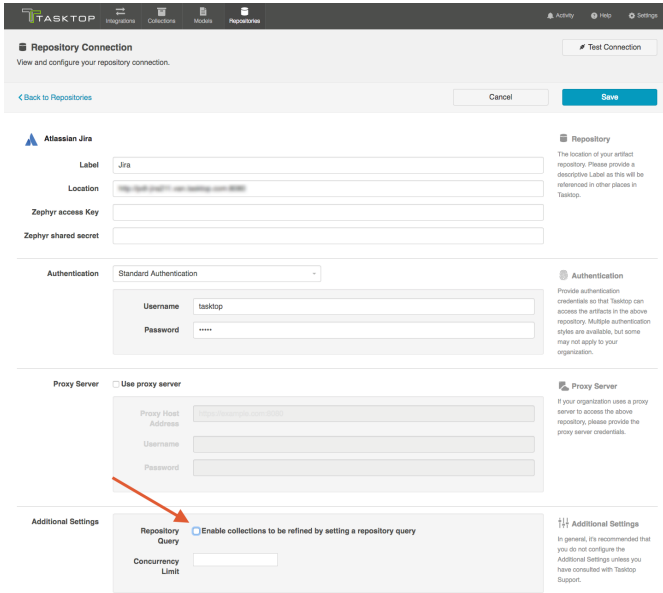 TASKTOP
Integrations Collections Models Repositories Activity Help Settings
Repository Connection
View and configure your repository connection.
Test Connection
Back to Repositories
Cancel
Save
Atlassian Jira
Label Jira
Location
Zephyr access Key
Zephyr shared secret
Repository
The location of your artifact
repository. Please provide a
descriptive Label as this will be
referenced in other places in
Tasktop.
Authentication Standard Authentication
Username tasktop
Password •••••
Authentication
Provide authentication
credentials so that Tasktop can
access the artifacts in the above
repository. Multiple authentication
styles are available, but some
may not apply to your
organization.
Proxy Server Use proxy server
Proxy Host
Address
Username
Password
Proxy Server
If your organization uses a proxy
server to access the above
repository, please provide the
proxy server credentials.
Additional Settings
Repository
Query
Enable collections to be refined by setting a repository query
Concurrency
Limit
Additional Settings
In general, it's recommended that
you do not configure the
Additional Settings unless you
have consulted with Tasktop
Support.